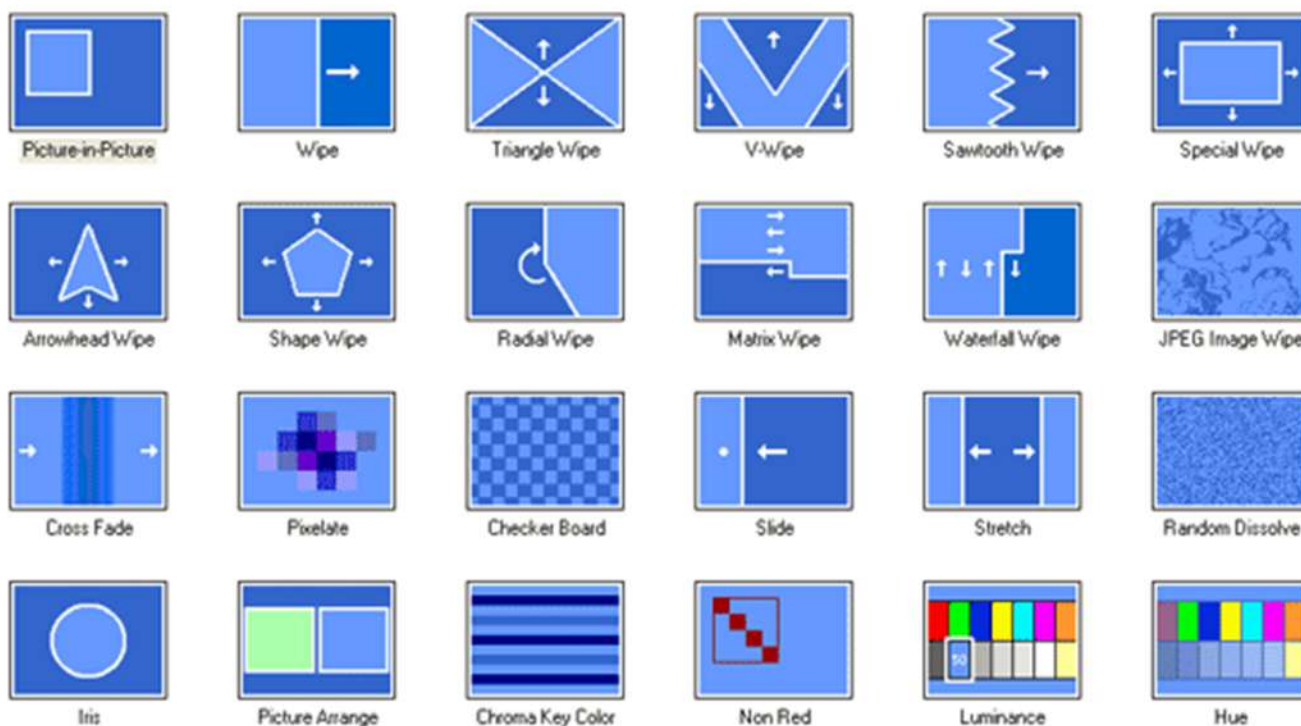 Picture-in-Picture Wipe Triangle Wipe V-Wipe Sawtooth Wipe Special Wipe
Arrowhead Wipe Shape Wipe Radial Wipe Matrix Wipe Waterfall Wipe JPEG Image Wipe
Cross Fade Pixelate Checker Board Slide Stretch Random Dissolve
50
Iris Picture Arrange Chroma Key Color Non Red Luminance Hue